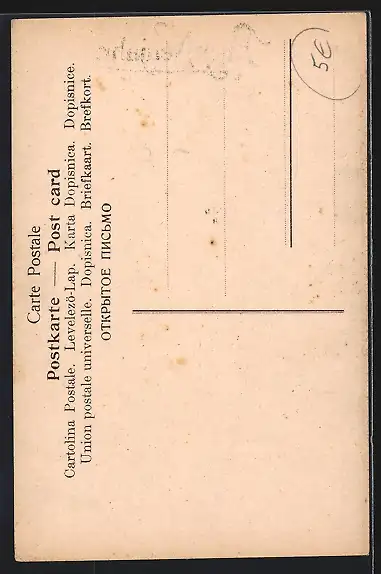 Carte Postale
Postkarte — Post card
Cartolina Postale. Levelező-Lap. Karta Dopisnica. Dopisnice.
Union postale universelle. Dopisnica. Briefkaart. Brefkort.
ОТКРЫТОЕ ПИСЬМО
5€